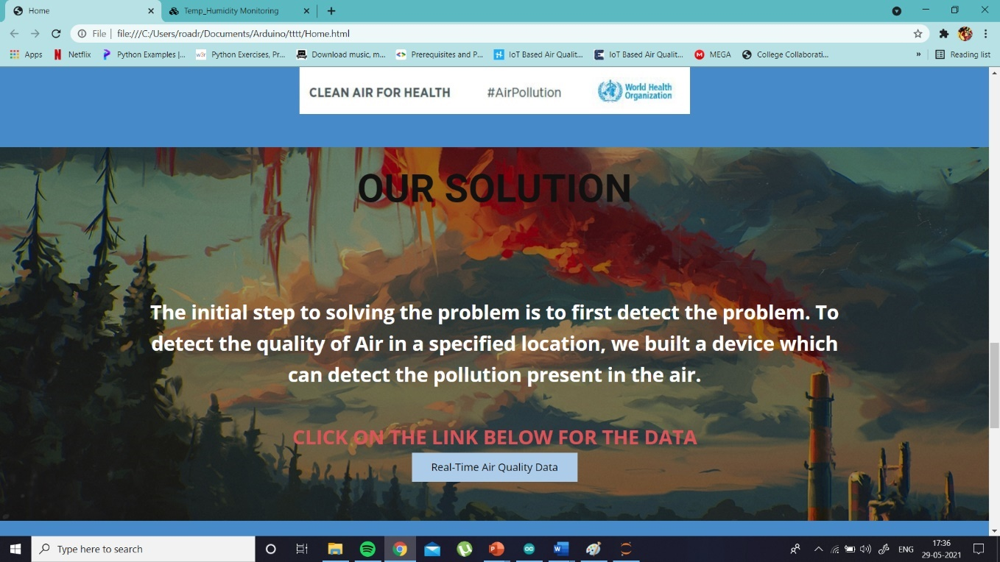 Home
Temp_Humidity Monitoring
File
file:///C:/Users/roadr/Documents/Arduino/tttt/Home.html
Apps
Netflix
Python Examples |...
w3r
Python Exercises, Pr...
Download music, m...
Prerequisites and P...
IoT Based Air Qualit...
IoT Based Air Qualit...
MEGA
College Collaborati...
»
Reading list
CLEAN AIR FOR HEALTH
#AirPollution
World Health
Organization
OUR SOLUTION
The initial step to solving the problem is to first detect the problem. To
detect the quality of Air in a specified location, we built a device which
can detect the pollution present in the air.
CLICK ON THE LINK BELOW FOR THE DATA
Real-Time Air Quality Data
Type here to search
ENG
17:36
29-05-2021